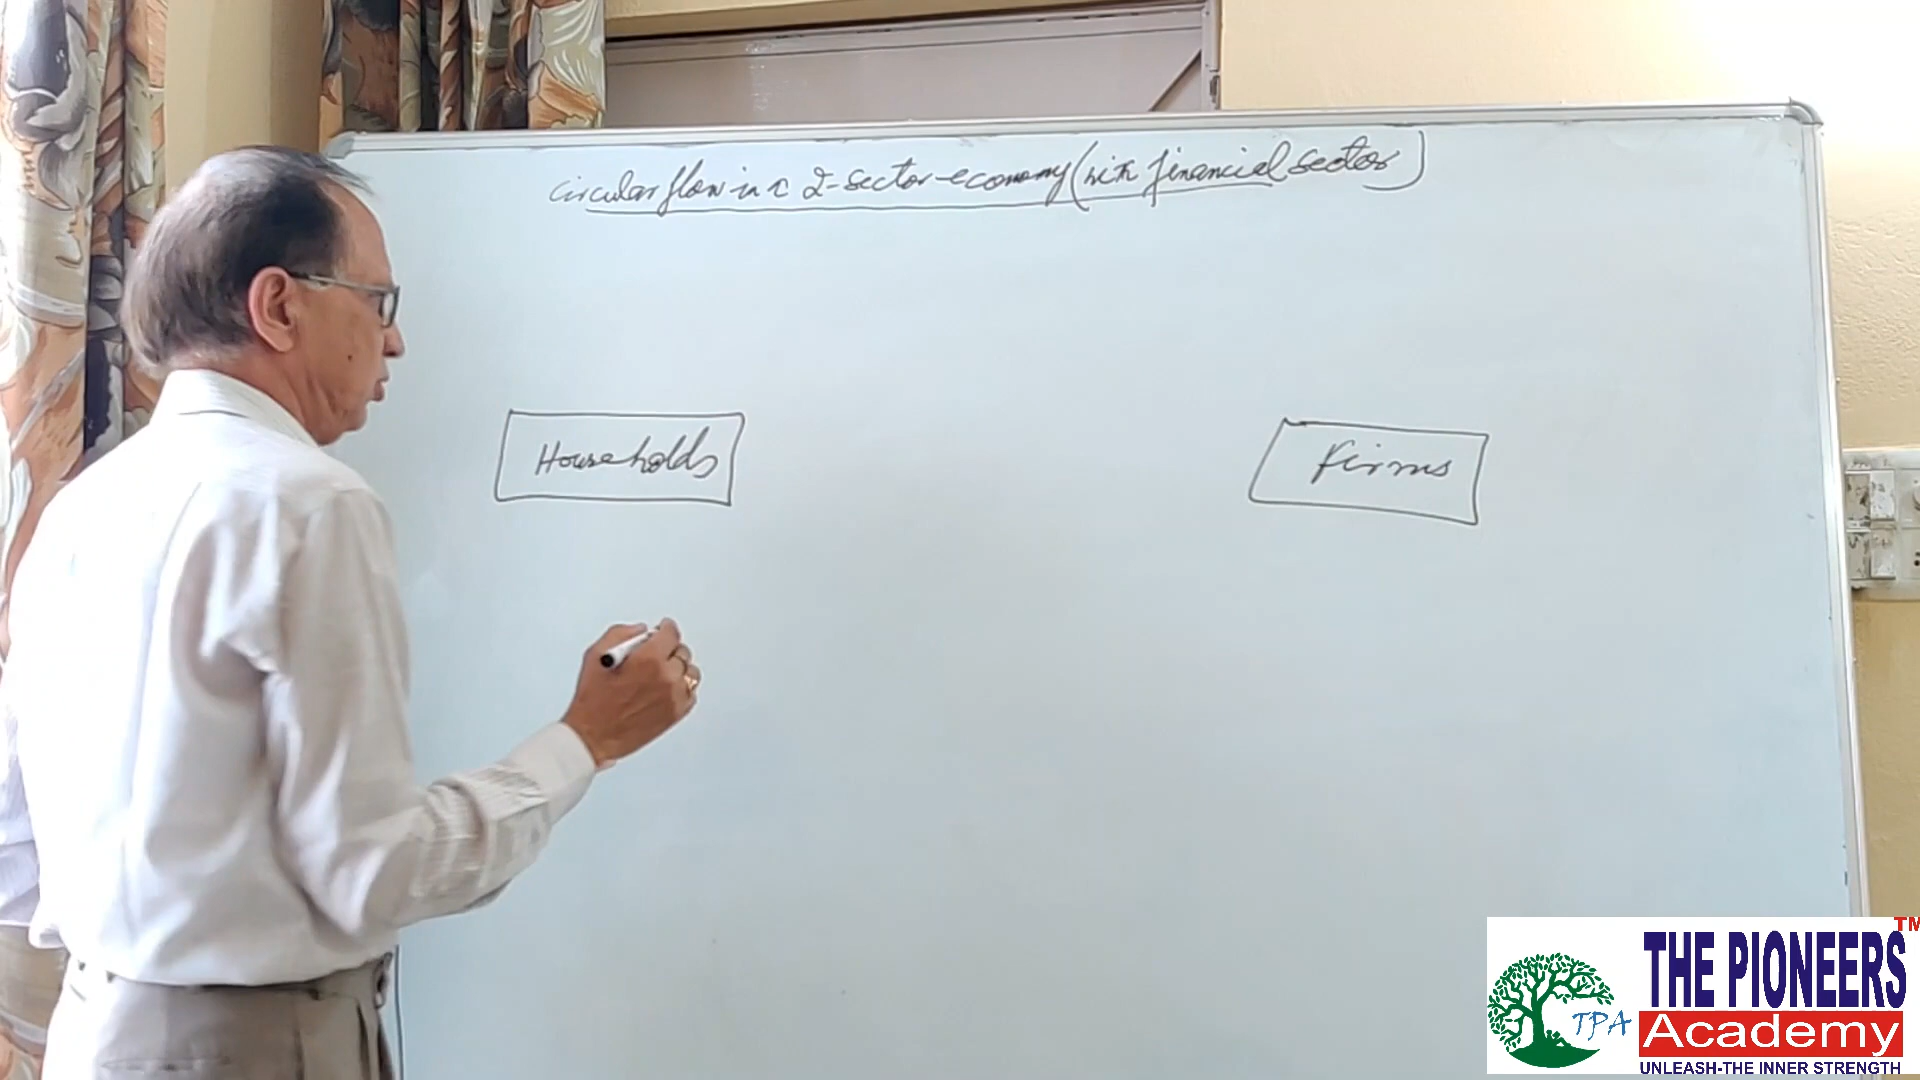 circular flow in a 2-sector-economy (with financial sector)
Households
Firms
TM
THE PIONEERS
TPA
Academy
UNLEASH-THE INNER STRENGTH